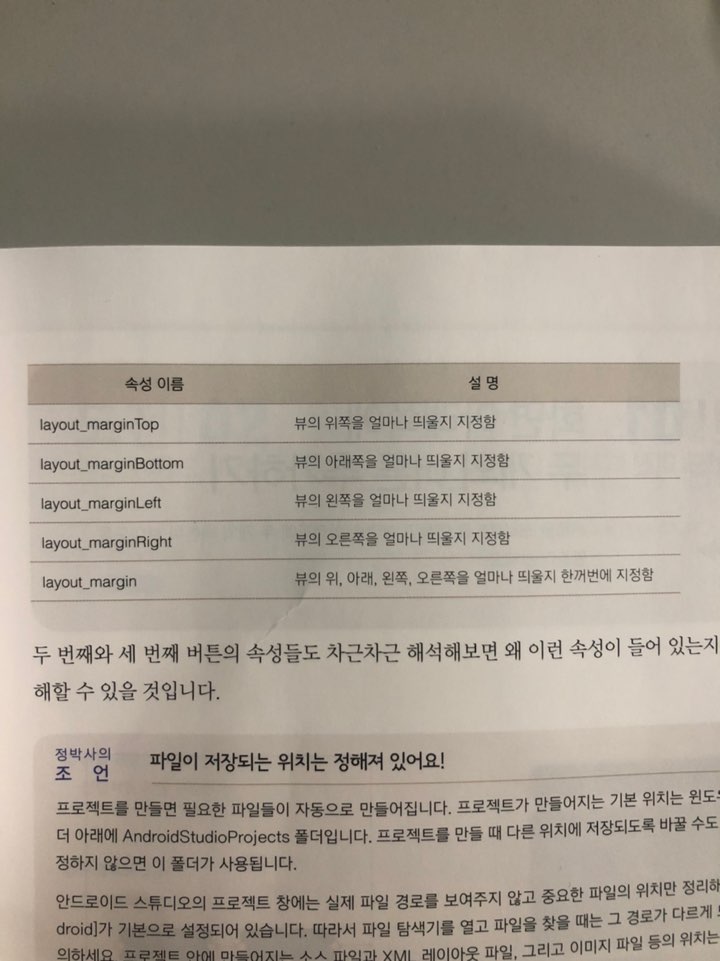 속성 이름 설 명
layout_marginTop 뷰의 위쪽을 얼마나 띄울지 지정함
layout_marginBottom 뷰의 아래쪽을 얼마나 띄울지 지정함
layout_marginLeft 뷰의 왼쪽을 얼마나 띄울지 지정함
layout_marginRight 뷰의 오른쪽을 얼마나 띄울지 지정함
layout_margin 뷰의 위, 아래, 왼쪽, 오른쪽을 얼마나 띄울지 한꺼번에 지정함
두 번째와 세 번째 버튼의 속성들도 차근차근 해석해보면 왜 이런 속성이 들어 있는지
해할 수 있을 것입니다.
정박사의
조 언
파일이 저장되는 위치는 정해져 있어요!
프로젝트를 만들면 필요한 파일들이 자동으로 만들어집니다. 프로젝트가 만들어지는 기본 위치는
더 아래에 AndroidStudioProjects 폴더입니다. 프로젝트를 만들 때 다른 위치에 저장되도록 바꿀 수도
정하지 않으면 이 폴더가 사용됩니다.
안드로이드 스튜디오의 프로젝트 창에는 실제 파일 경로를 보여주지 않고 중요한 파일의 위치만
droid]가 기본으로 설정되어 있습니다. 따라서 파일 탐색기를 열고 파일을 찾을 때는 그 경로가 다르게
의하세요. 프로젝트 안에 만들어지는 소스 파일과 XML 레이아웃 파일, 그리고 이미지 파일 등의 위치는